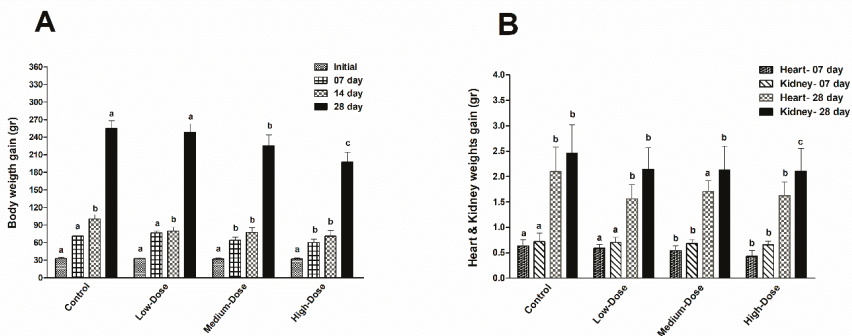 A
B
Body weigth gain (gr)
360
330
300
270
240
210
180
150
120
90
60
30
0
Initial
07 day
14 day
28 day
a a b a
a a b a
a b b b
a b b c
Control
Low-Dose
Medium-Dose
High-Dose
Heart & Kidney weights gain (gr)
4.0
3.5
3.0
2.5
2.0
1.5
1.0
0.5
0.0
Heart- 07 day
Kidney- 07 day
Heart- 28 day
Kidney- 28 day
a a b b
a a b b
b b a b
b b b c
Control
Low-Dose
Medium-Dose
High-Dose